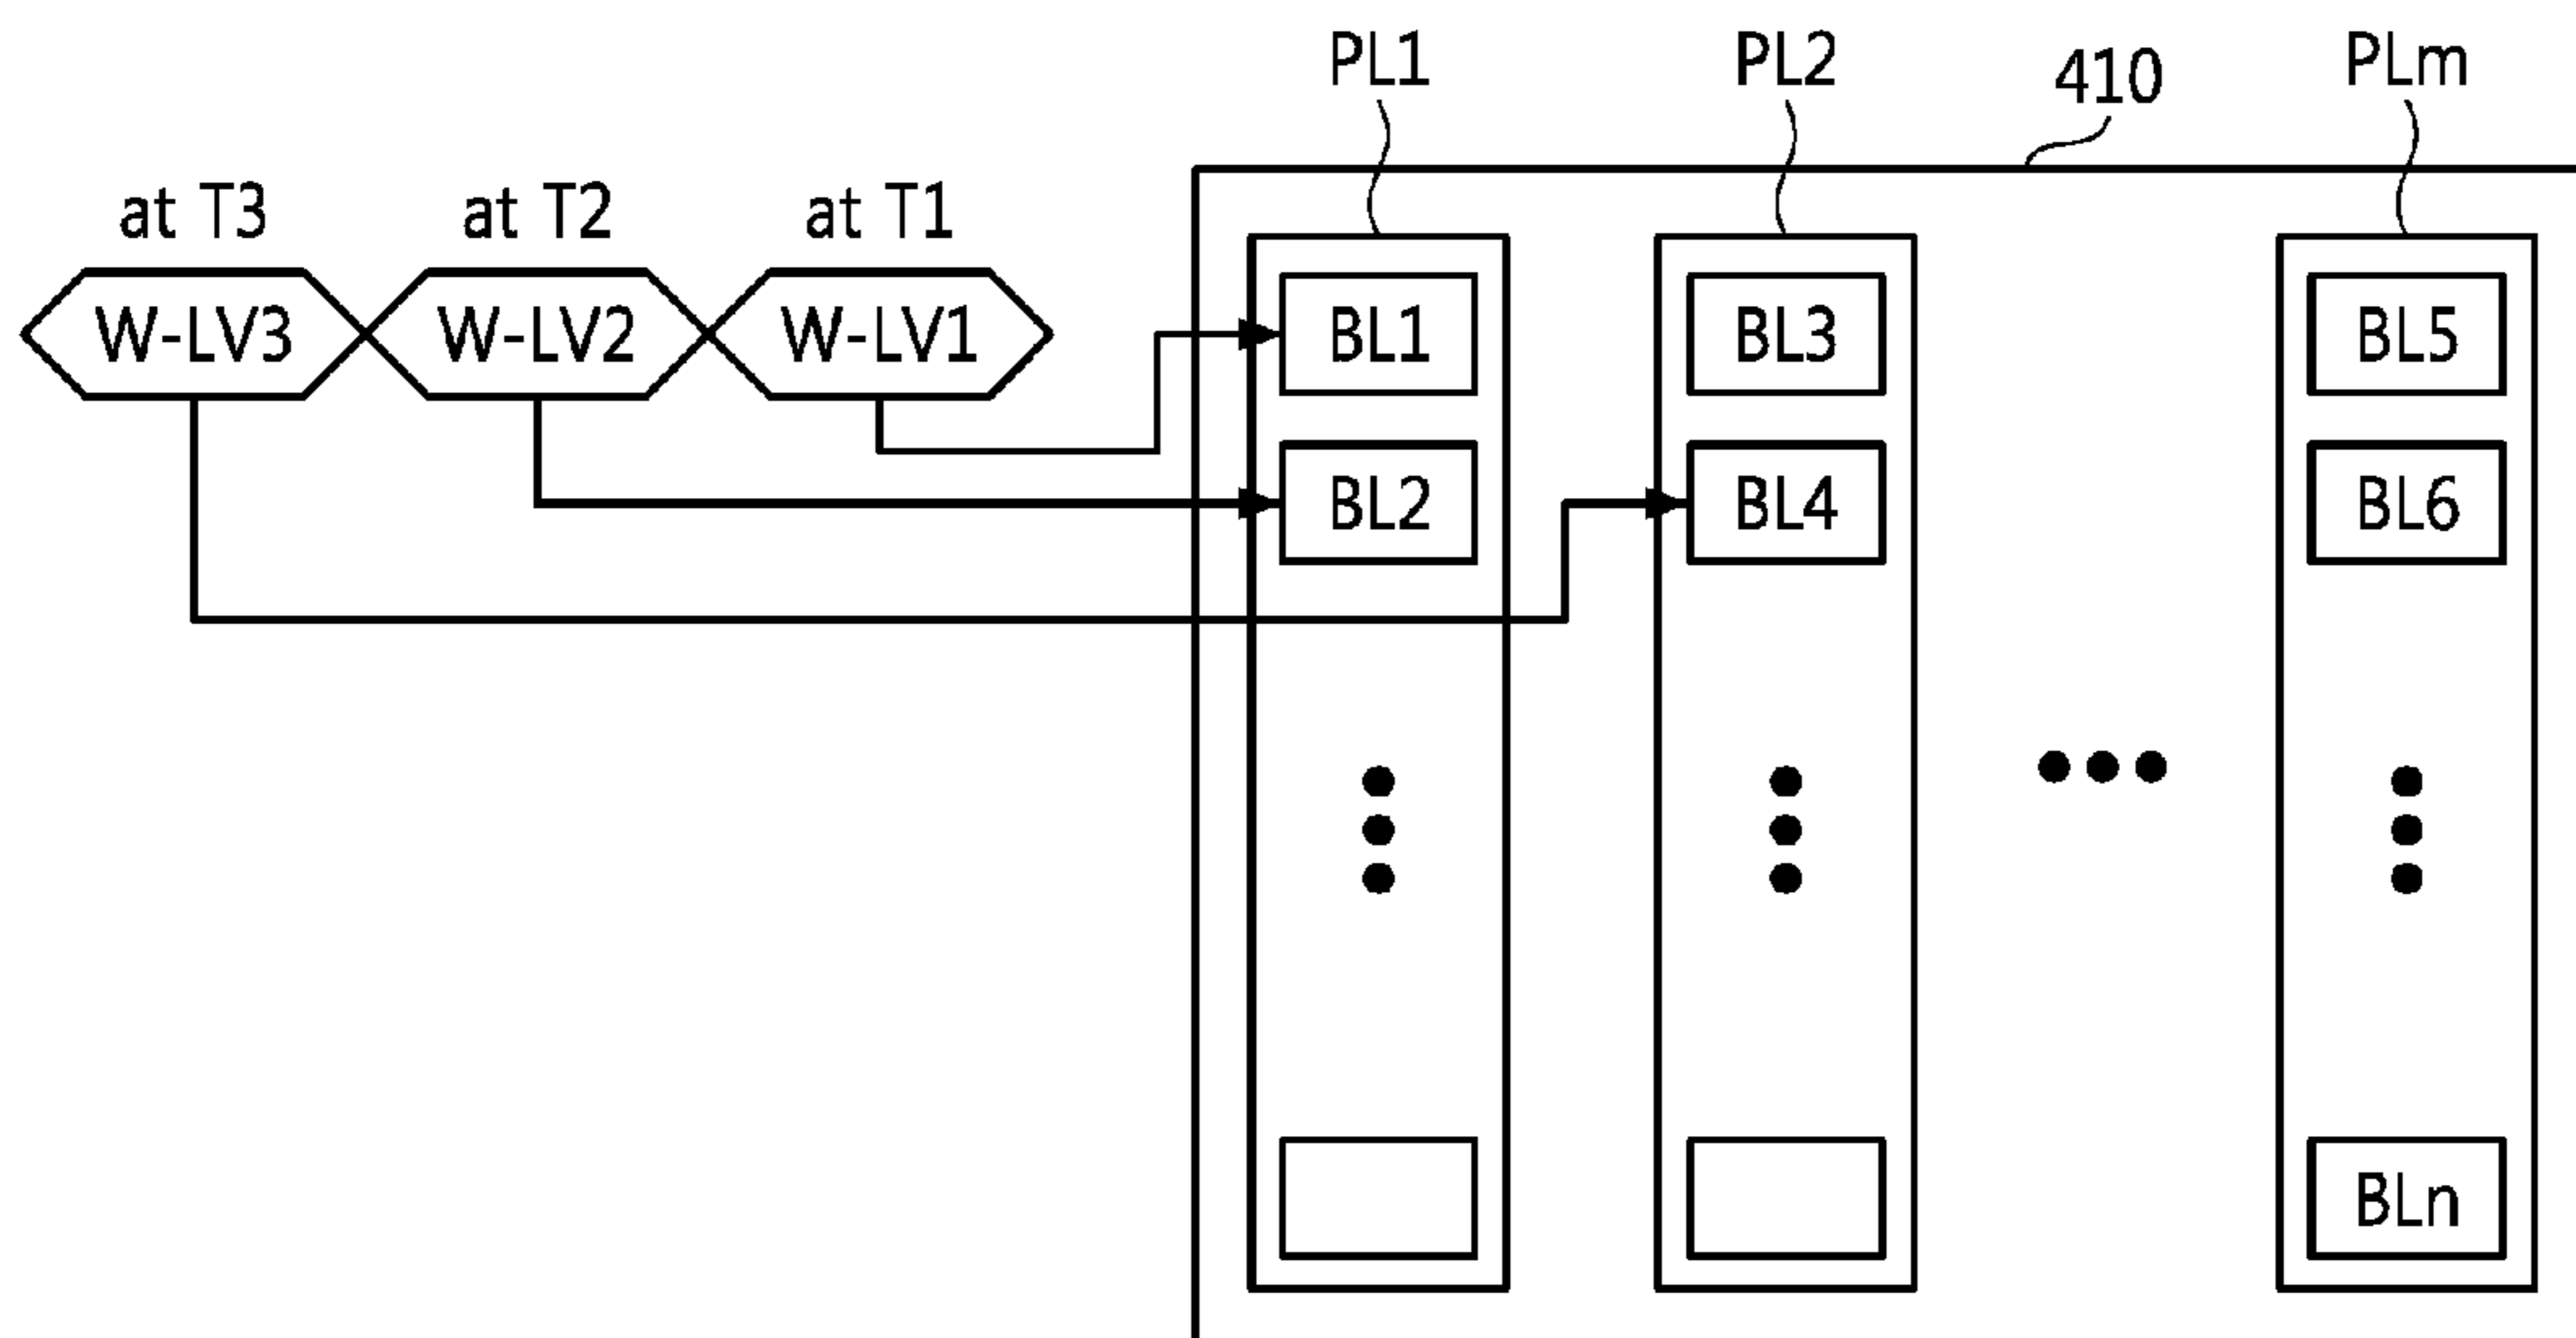 PL1 PL2 410 PLm
at T3 at T2 at T1
W-LV3 W-LV2 W-LV1 BL1 BL3 BL5
BL2 BL4 BL6
BLn